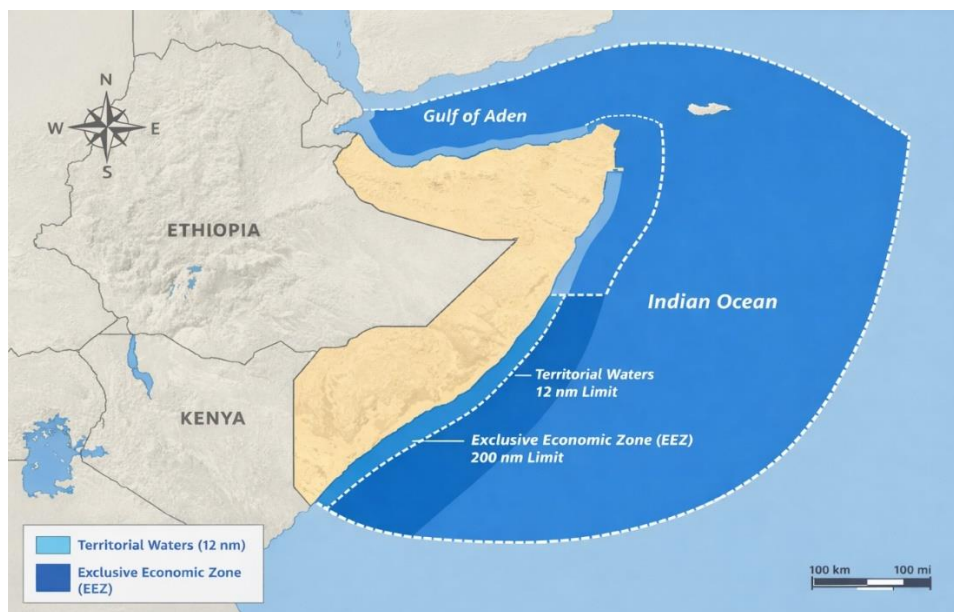 N
W E
S
Gulf of Aden
ETHIOPIA
Indian Ocean
Territorial Waters
12 nm Limit
KENYA
Exclusive Economic Zone (EEZ)
200 nm Limit
Territorial Waters (12 nm)
Exclusive Economic Zone
(EEZ)
100 km 100 mi